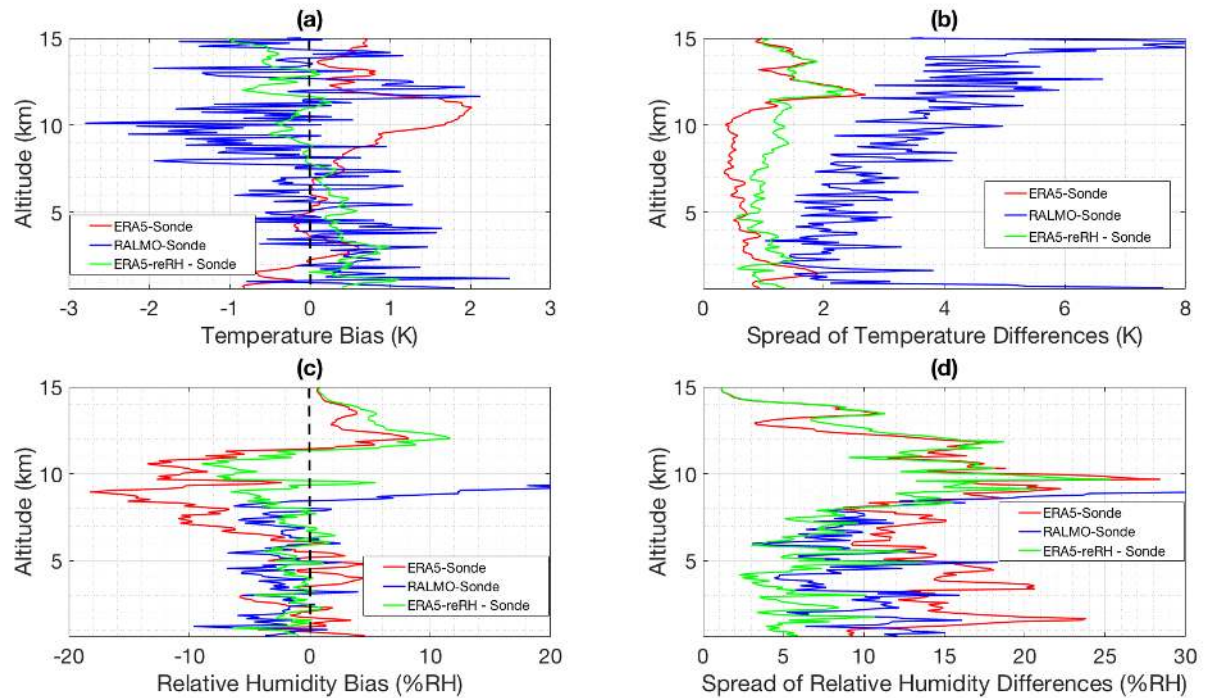 (a)
15
10
5
Altitude (km)
ERA5-Sonde
RALMO-Sonde
ERA5-reRH - Sonde
-3 -2 -1 0 1 2 3
Temperature Bias (K)
(b)
15
10
5
Altitude (km)
ERA5-Sonde
RALMO-Sonde
ERA5-reRH - Sonde
0 2 4 6 8
Spread of Temperature Differences (K)
(c)
15
10
5
Altitude (km)
ERA5-Sonde
RALMO-Sonde
ERA5-reRH - Sonde
-20 -10 0 10 20
Relative Humidity Bias (%RH)
(d)
15
10
5
Altitude (km)
ERA5-Sonde
RALMO-Sonde
ERA5-reRH - Sonde
0 5 10 15 20 25 30
Spread of Relative Humidity Differences (%RH)